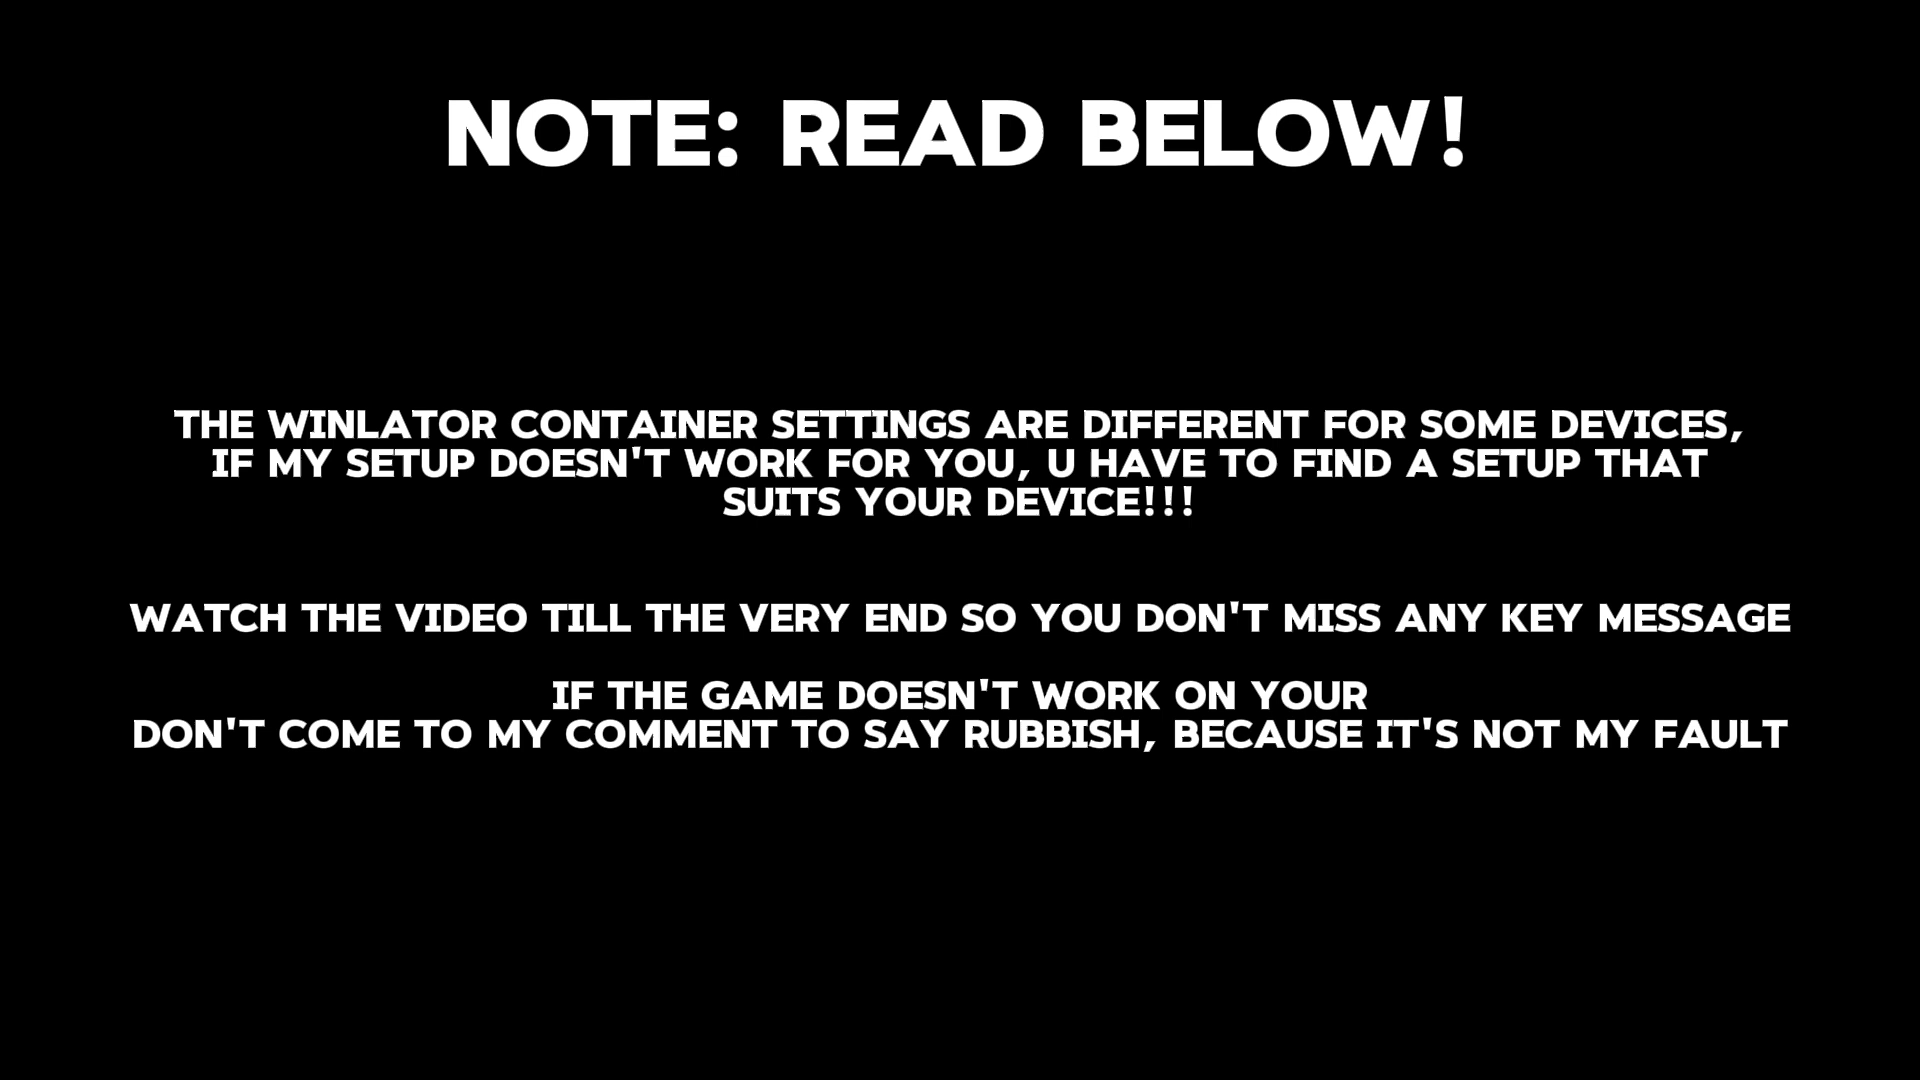 NOTE: READ BELOW!
THE WINLATOR CONTAINER SETTINGS ARE DIFFERENT FOR SOME DEVICES,
IF MY SETUP DOESN'T WORK FOR YOU, U HAVE TO FIND A SETUP THAT
SUITS YOUR DEVICE!!!
WATCH THE VIDEO TILL THE VERY END SO YOU DON'T MISS ANY KEY MESSAGE
IF THE GAME DOESN'T WORK ON YOUR
DON'T COME TO MY COMMENT TO SAY RUBBISH, BECAUSE IT'S NOT MY FAULT